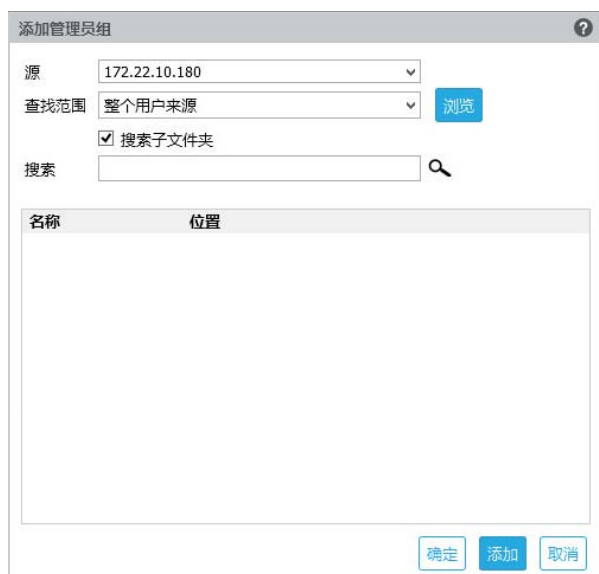 添加管理员组
源 172.22.10.180
查找范围 整个用户来源 浏览
搜索子文件夹
搜索
名称 位置
确定 添加 取消